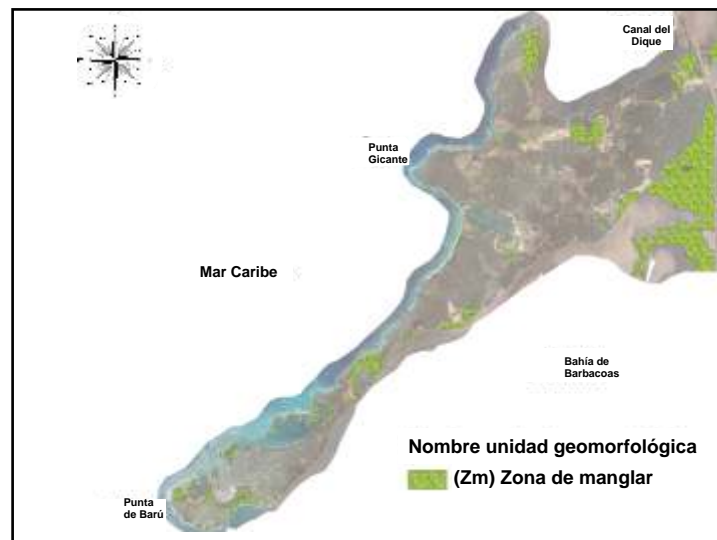 Canal del
Dique
Punta
Gicante
Mar Caribe
Bahía de
Barbacoas
Nombre unidad geomorfológica
(Zm) Zona de manglar
Punta
de Barú